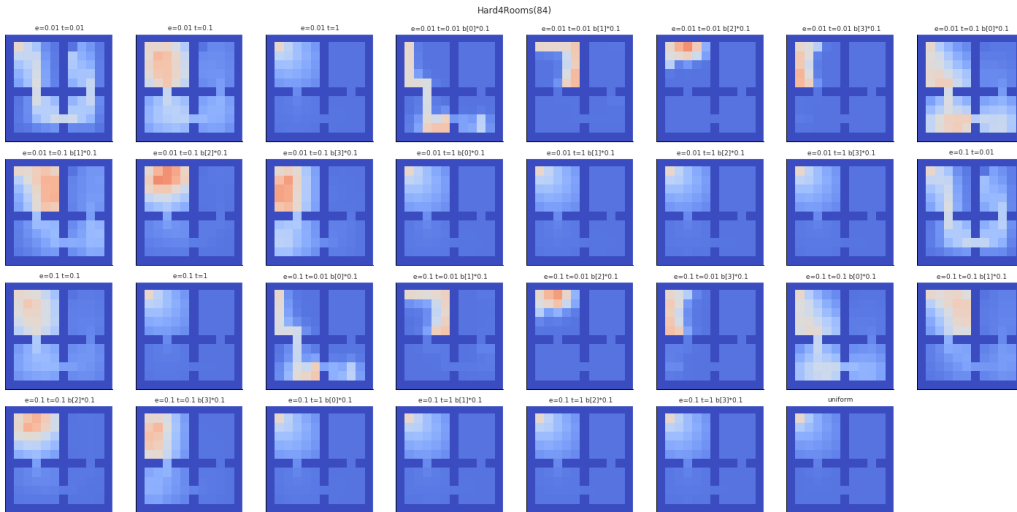 Hard4Rooms(84)
e=0.01 t=0.01
e=0.01 t=0.1
e=0.01 t=1
e=0.01 t=0.01 b[0]*0.1
e=0.01 t=0.01 b[1]*0.1
e=0.01 t=0.01 b[2]*0.1
e=0.01 t=0.01 b[3]*0.1
e=0.01 t=0.1 b[0]*0.1
e=0.01 t=0.1 b[1]*0.1
e=0.01 t=0.1 b[2]*0.1
e=0.01 t=0.1 b[3]*0.1
e=0.01 t=1 b[0]*0.1
e=0.01 t=1 b[1]*0.1
e=0.01 t=1 b[2]*0.1
e=0.01 t=1 b[3]*0.1
e=0.1 t=0.01
e=0.1 t=0.1
e=0.1 t=1
e=0.1 t=0.01 b[0]*0.1
e=0.1 t=0.01 b[1]*0.1
e=0.1 t=0.01 b[2]*0.1
e=0.1 t=0.01 b[3]*0.1
e=0.1 t=0.1 b[0]*0.1
e=0.1 t=0.1 b[1]*0.1
e=0.1 t=0.1 b[2]*0.1
e=0.1 t=0.1 b[3]*0.1
e=0.1 t=1 b[0]*0.1
e=0.1 t=1 b[1]*0.1
e=0.1 t=1 b[2]*0.1
e=0.1 t=1 b[3]*0.1
uniform